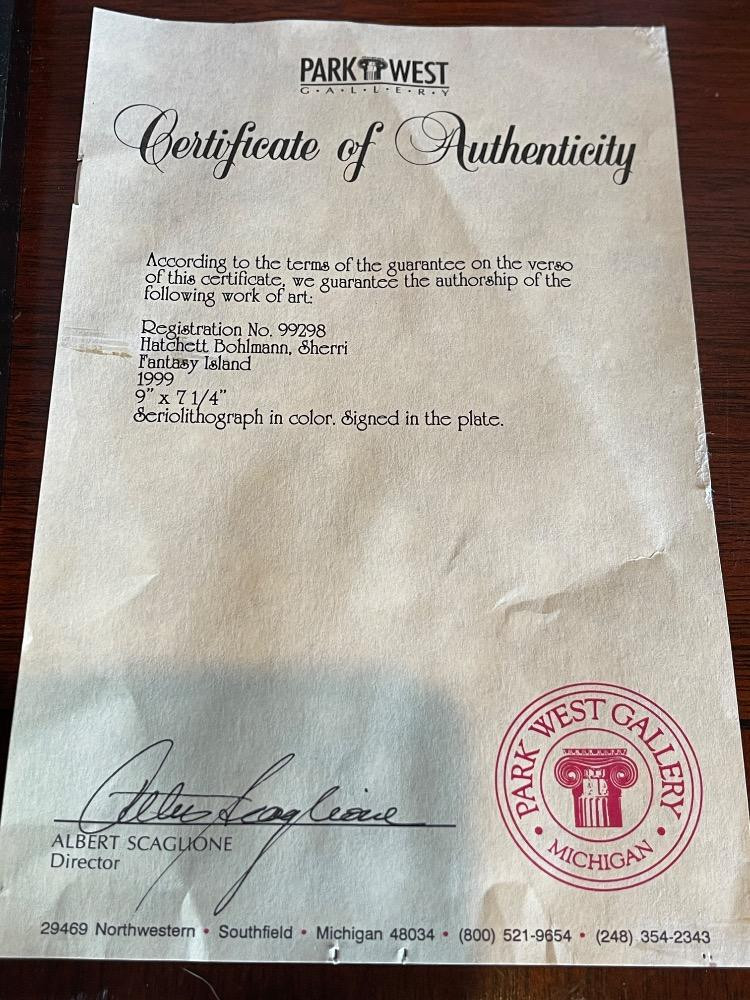 PARK WEST
G•A•L•L•E•R•Y
Certificate of Authenticity
According to the terms of the guarantee on the verso
of this certificate, we guarantee the authorship of the
following work of art:
Registration No. 99298
Hatchett Bohlmann, Sherri
Fantasy Island
1999
9" x 7 1/4"
Seriolithograph in color. Signed in the plate.
Albert Scaglione
ALBERT SCAGLIONE
Director
PARK WEST GALLERY
• MICHIGAN •
29469 Northwestern • Southfield • Michigan 48034 • (800) 521-9654 • (248) 354-2343